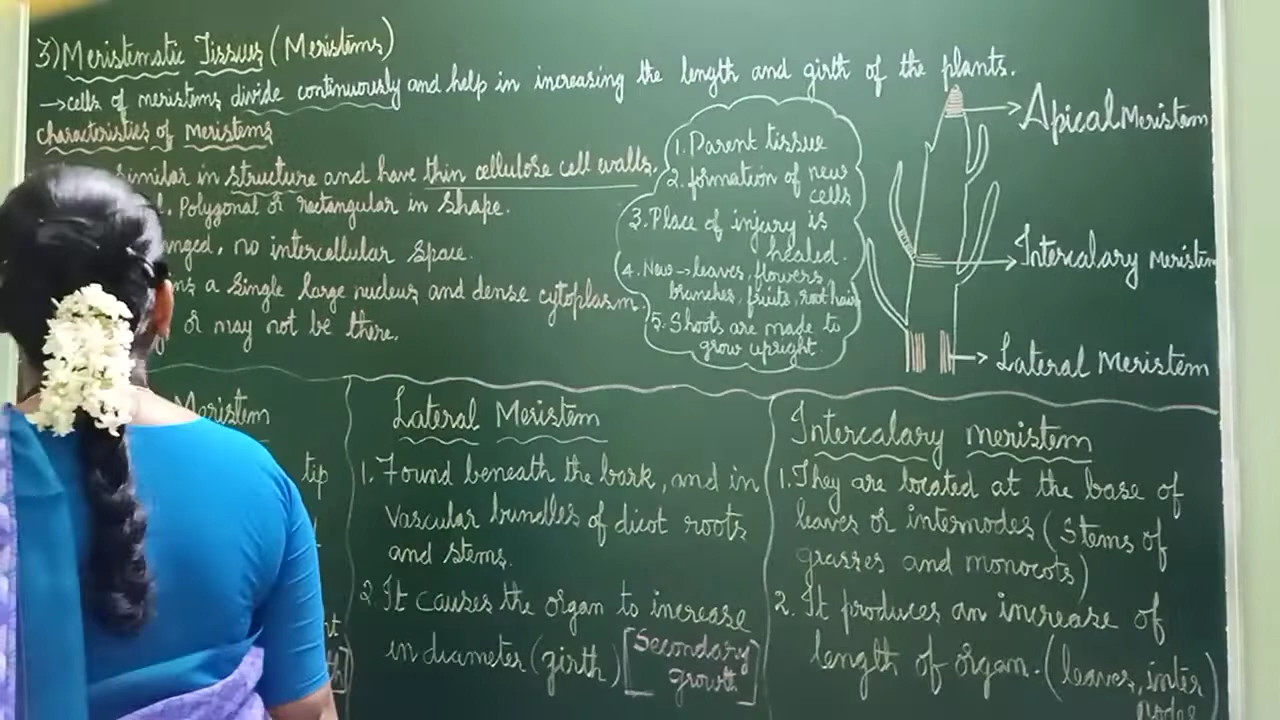 3) Meristematic Tissues (Meristems)
→ cells of meristems divide continuously and help in increasing the length and girth of the plants.
characteristics of Meristems
similar in structure and have thin cellulose cell walls.
Polygonal or rectangular in shape.
no intercellular space.
a single large nucleus and dense cytoplasm.
or may not be there.
1. Parent tissue
2. formation of new
cells
3. Place of injury is
healed.
4. New → leaves, flowers,
branches, fruits, root hair
5. Shoots are made to
grow upright.
Apical Meristem
Intercalary Meristem
Lateral Meristem
Meristem
tip
Lateral Meristem
1. Found beneath the bark, and in
vascular bundles of dicot roots
and stems.
2. It causes the organ to increase
in diameter (girth) [Secondary
growth]
Intercalary meristem
1. They are located at the base of
leaves or internodes (Stems of
grasses and monocots)
2. It produces an increase of
length of organ. (leaves, inter
node)